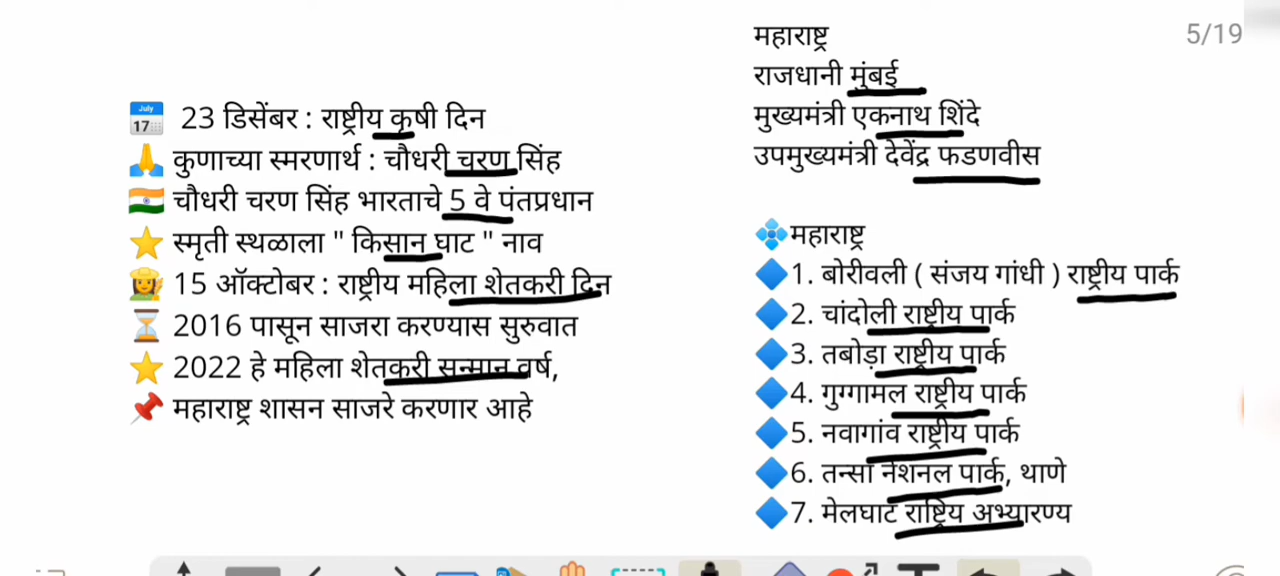 5/19
July
17
23 डिसेंबर : राष्ट्रीय कृषी दिन
कुणाच्या स्मरणार्थ : चौधरी चरण सिंह
चौधरी चरण सिंह भारताचे 5 वे पंतप्रधान
स्मृती स्थळाला " किसान घाट " नाव
15 ऑक्टोबर : राष्ट्रीय महिला शेतकरी दिन
2016 पासून साजरा करण्यास सुरुवात
2022 हे महिला शेतकरी सन्मान वर्ष,
महाराष्ट्र शासन साजरे करणार आहे
महाराष्ट्र
राजधानी मुंबई
मुख्यमंत्री एकनाथ शिंदे
उपमुख्यमंत्री देवेंद्र फडणवीस
महाराष्ट्र
1. बोरीवली ( संजय गांधी ) राष्ट्रीय पार्क
2. चांदोली राष्ट्रीय पार्क
3. तबोड़ा राष्ट्रीय पार्क
4. गुग्गामल राष्ट्रीय पार्क
5. नवागांव राष्ट्रीय पार्क
6. तन्सा नॅशनल पार्क, थाणे
7. मेलघाट राष्ट्रिय अभ्यारण्य